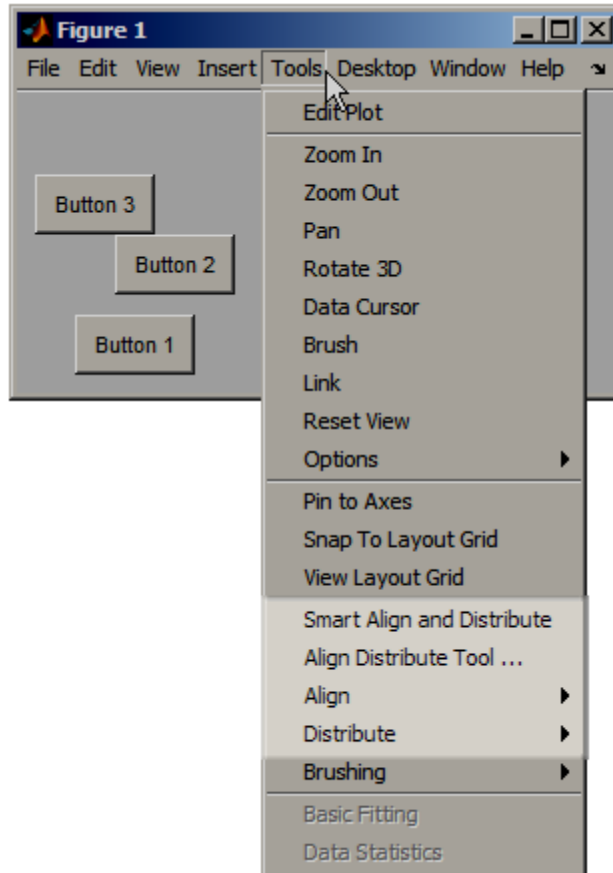 Figure 1
File Edit View Insert Tools Desktop Window Help
Edit Plot
Zoom In
Zoom Out
Pan
Rotate 3D
Data Cursor
Brush
Link
Reset View
Options
Pin to Axes
Snap To Layout Grid
View Layout Grid
Smart Align and Distribute
Align Distribute Tool ...
Align
Distribute
Brushing
Basic Fitting
Data Statistics
Button 3
Button 2
Button 1